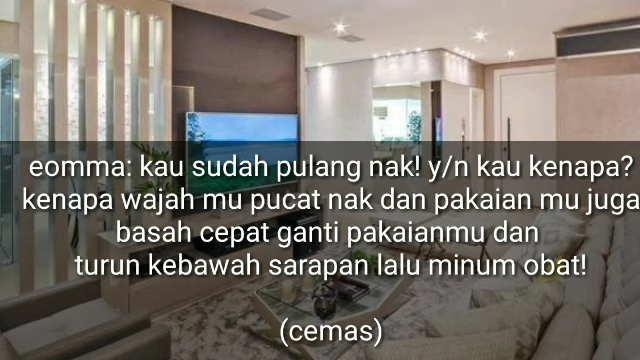 eomma: kau sudah pulang nak! y/n kau kenapa?
kenapa wajah mu pucat nak dan pakaian mu juga
basah cepat ganti pakaianmu dan
turun kebawah sarapan lalu minum obat!
(cemas)